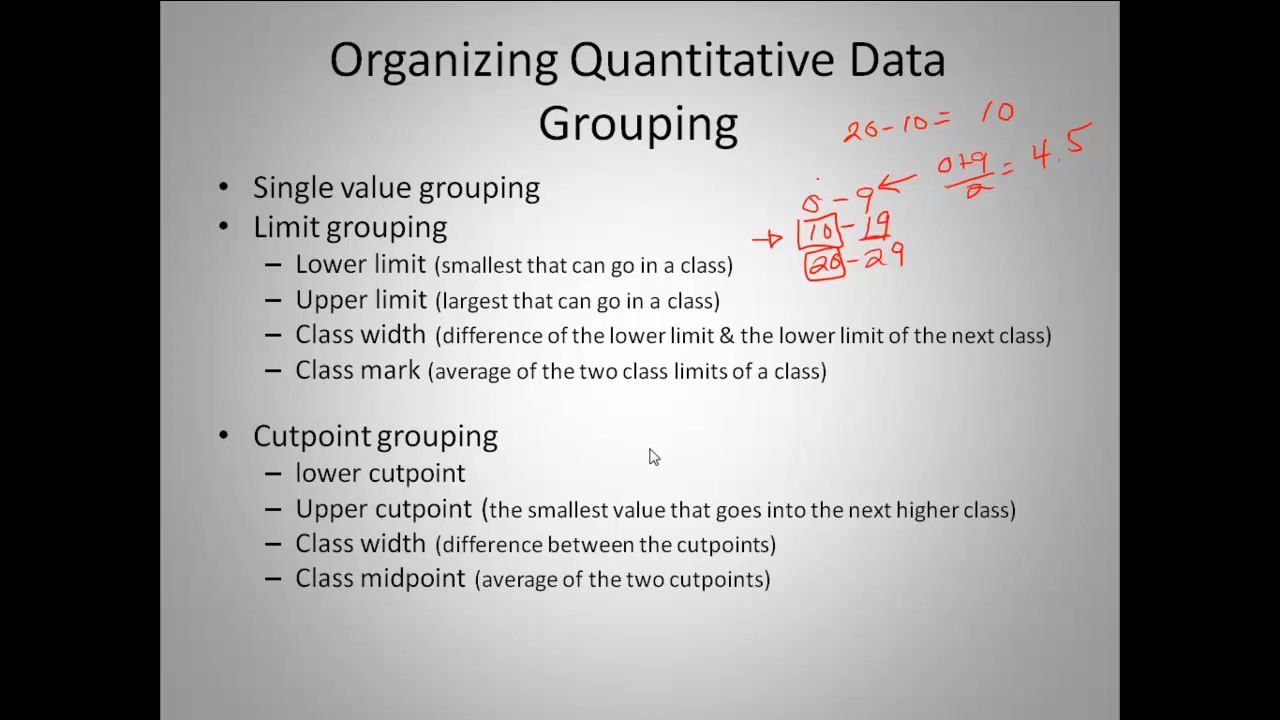 Organizing Quantitative Data
Grouping
20-10= 10
0+9
2
= 4.5
0-9
10-19
20-29
• Single value grouping
• Limit grouping
– Lower limit (smallest that can go in a class)
– Upper limit (largest that can go in a class)
– Class width (difference of the lower limit & the lower limit of the next class)
– Class mark (average of the two class limits of a class)
• Cutpoint grouping
– lower cutpoint
– Upper cutpoint (the smallest value that goes into the next higher class)
– Class width (difference between the cutpoints)
– Class midpoint (average of the two cutpoints)